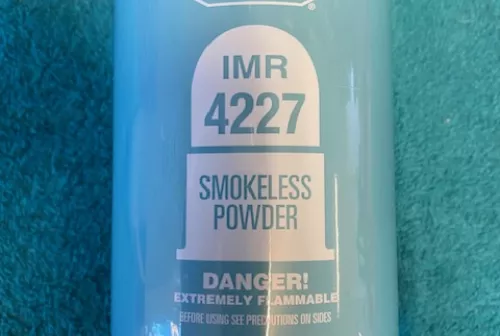 ®
IMR
4227
SMOKELESS
POWDER
DANGER!
EXTREMELY FLAMMABLE
BEFORE USING SEE PRECAUTIONS ON SIDES